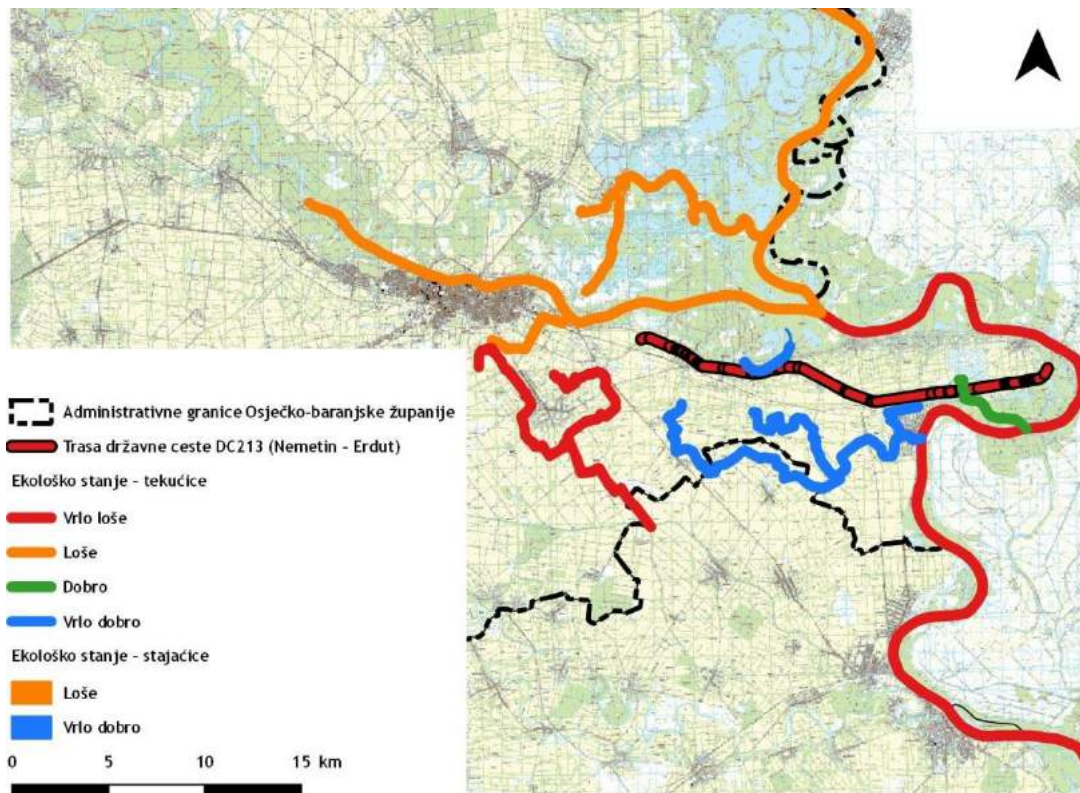 Administrativne granice Osječko-baranjske županije
Trasa državne ceste DC213 (Nemetin - Erdut)
Ekološko stanje - tekućice
Vrlo loše
Loše
Dobro
Vrlo dobro
Ekološko stanje - stajaćice
Loše
Vrlo dobro
0 5 10 15 km